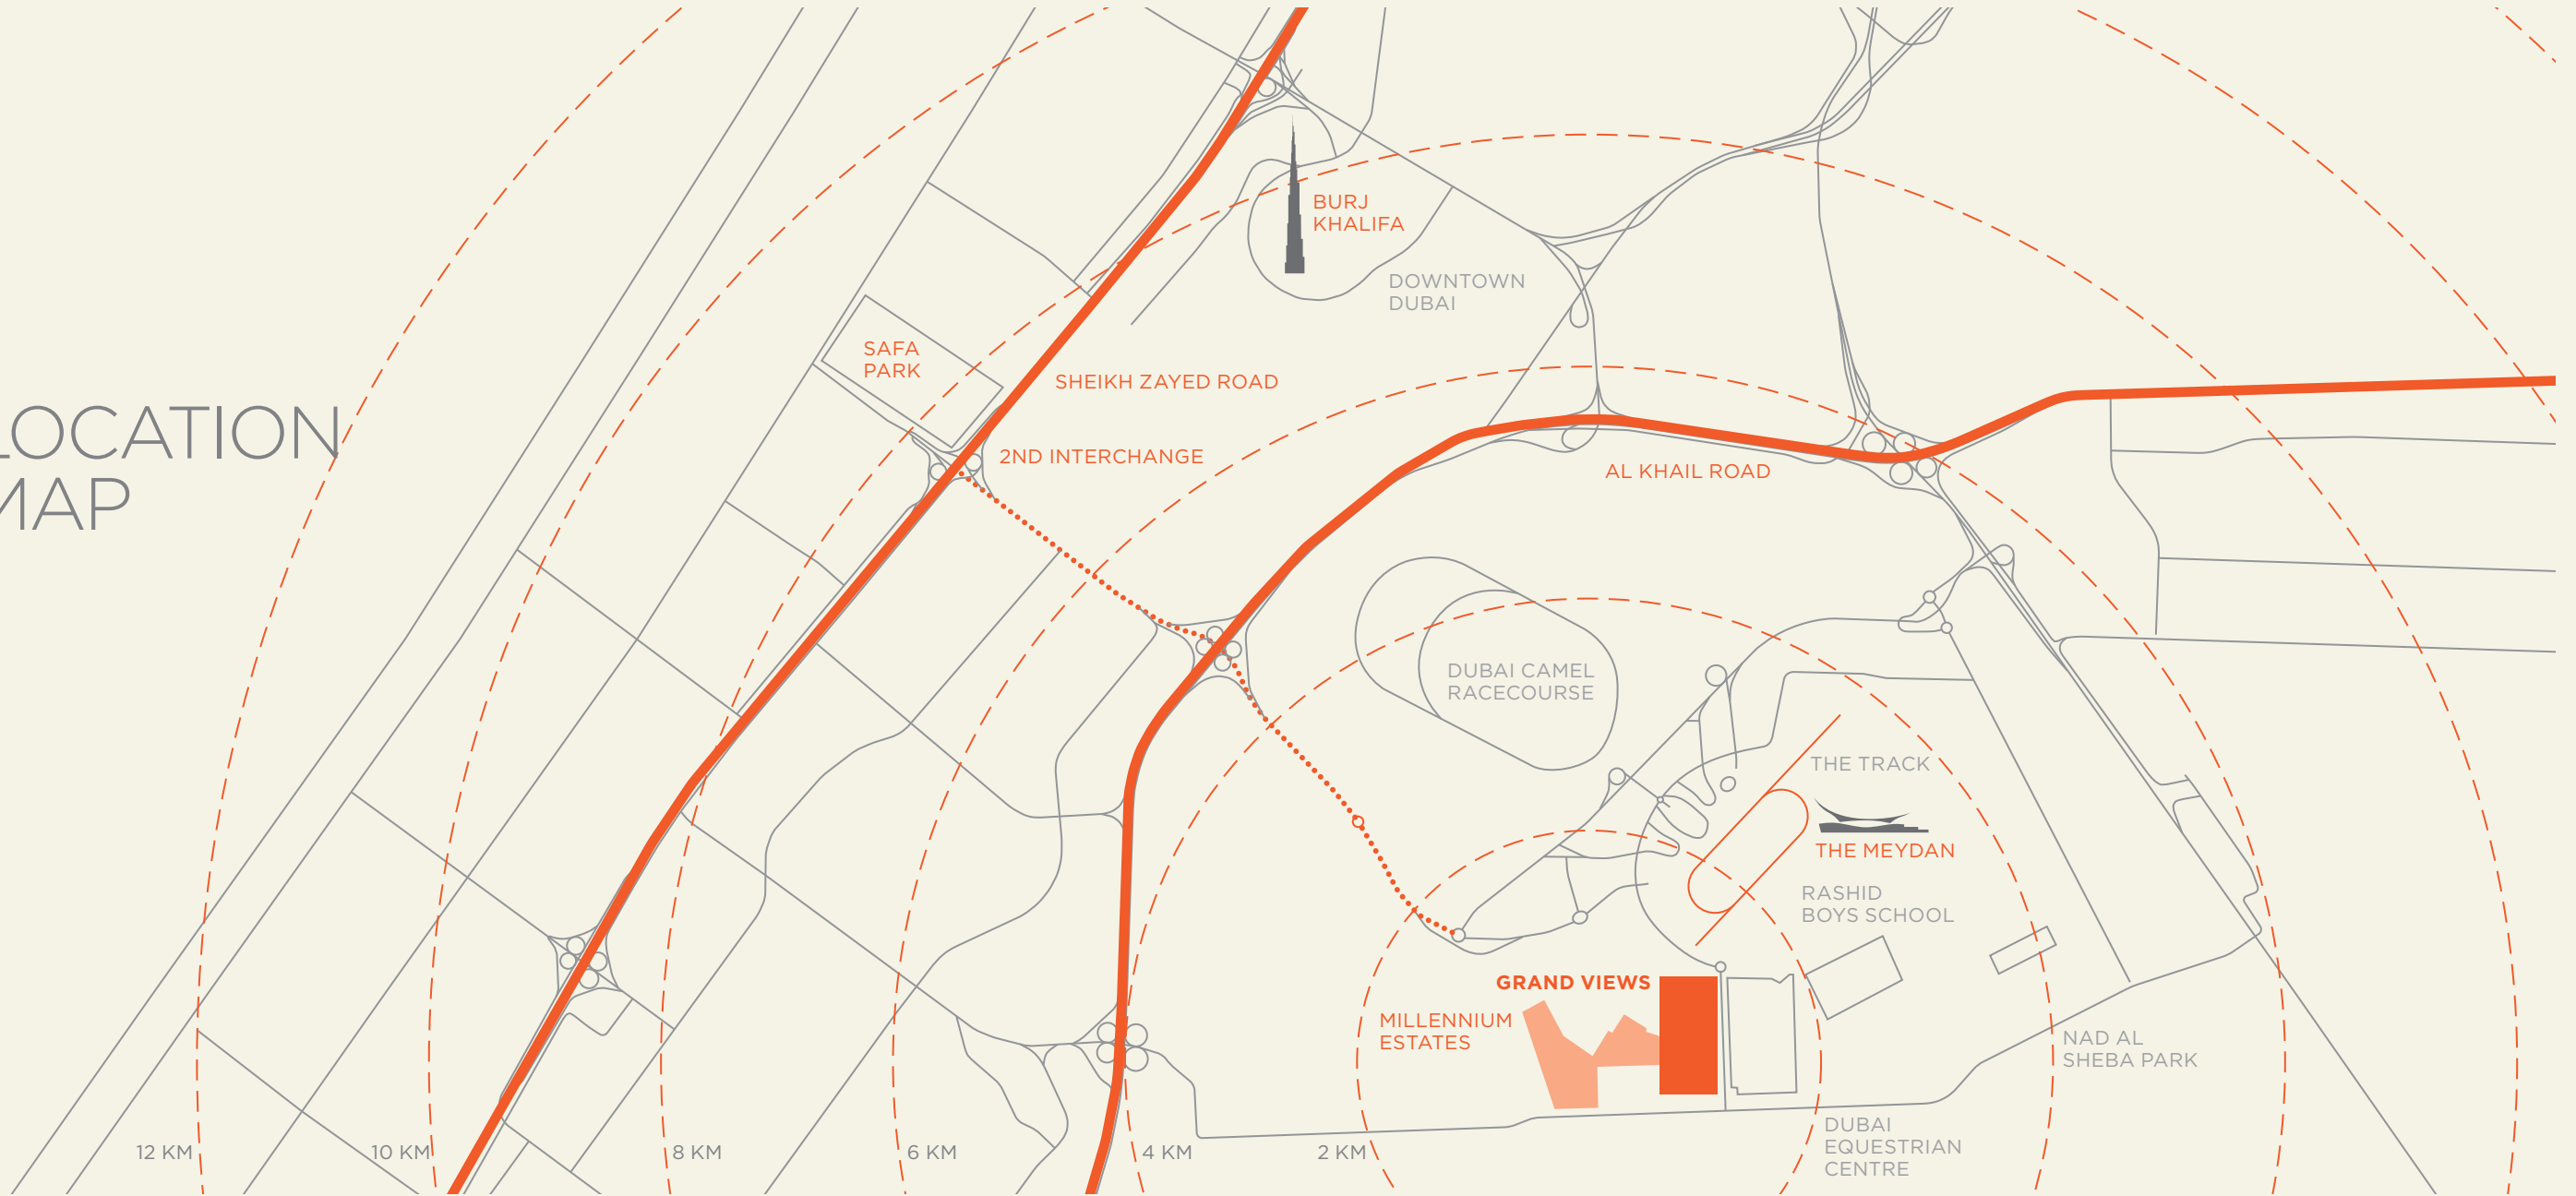 LOCATION
MAP
BURJ
KHALIFA
DOWNTOWN
DUBAI
SAFA
PARK
SHEIKH ZAYED ROAD
2ND INTERCHANGE
AL KHAIL ROAD
DUBAI CAMEL
RACECOURSE
THE TRACK
THE MEYDAN
RASHID
BOYS SCHOOL
GRAND VIEWS
MILLENNIUM
ESTATES
NAD AL
SHEBA PARK
DUBAI
EQUESTRIAN
CENTRE
12 KM
10 KM
8 KM
6 KM
4 KM
2 KM